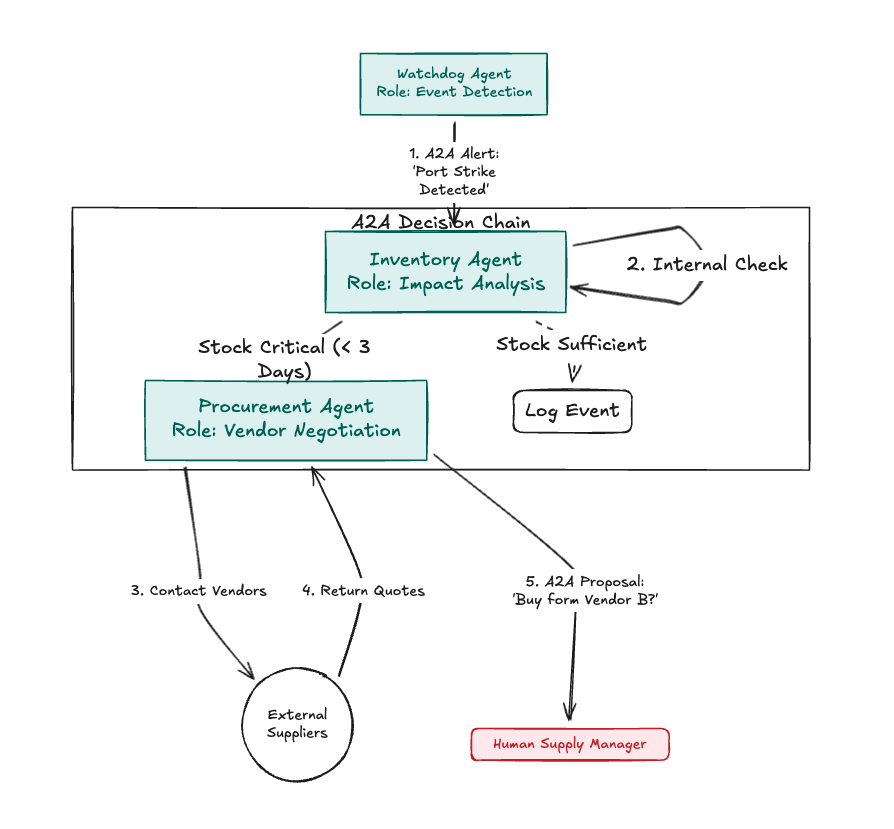 Watchdog Agent
Role: Event Detection
1. A2A Alert:
'Port Strike
Detected'
A2A Decision Chain
Inventory Agent
Role: Impact Analysis
2. Internal Check
Stock Critical (< 3
Days)
Stock Sufficient
Procurement Agent
Role: Vendor Negotiation
Log Event
3. Contact Vendors
4. Return Quotes
5. A2A Proposal:
'Buy form Vendor B?'
External
Suppliers
Human Supply Manager